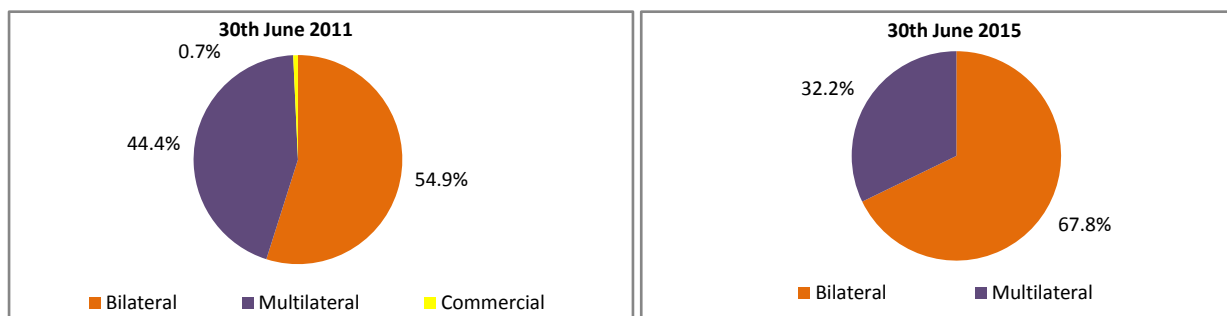 30th June 2011
0.7%
44.4%
54.9%
Bilateral Multilateral Commercial
30th June 2015
32.2%
67.8%
Bilateral Multilateral